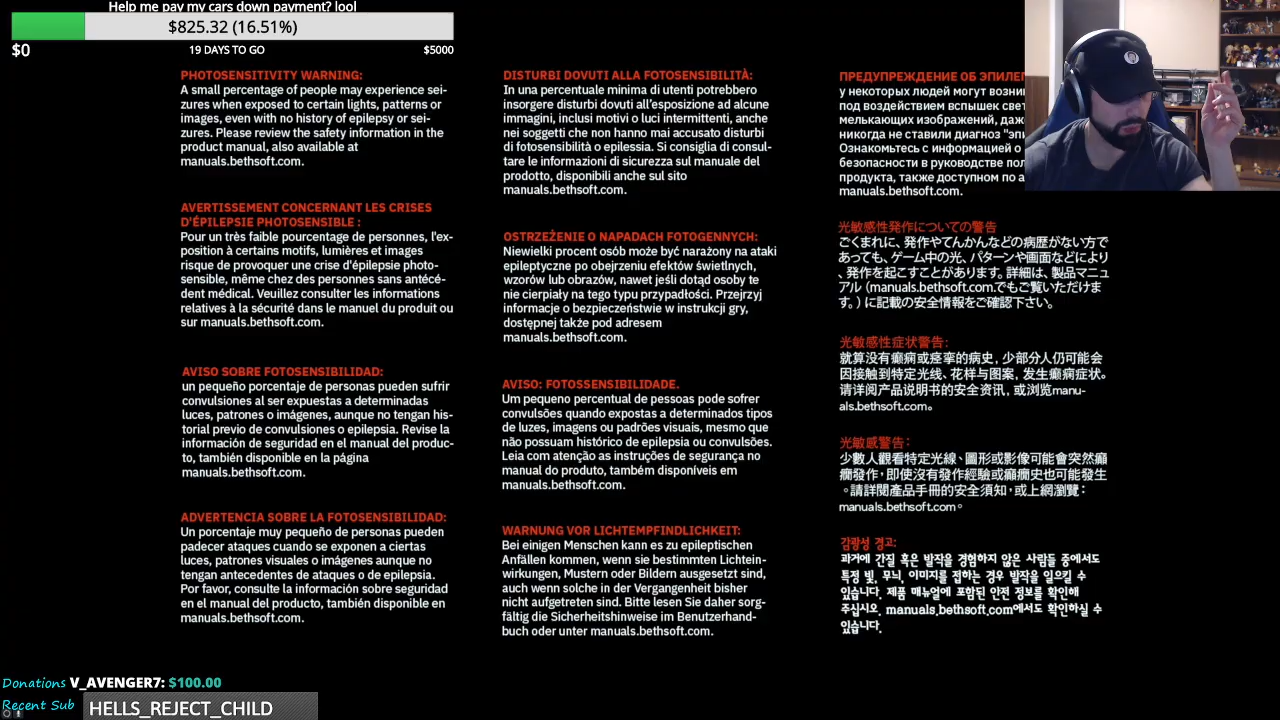 Help me pay my cars down payment? lool
$825.32 (16.51%)
$0
19 DAYS TO GO
$5000
PHOTOSENSITIVITY WARNING:
A small percentage of people may experience sei-
zures when exposed to certain lights, patterns or
images, even with no history of epilepsy or sei-
zures. Please review the safety information in the
product manual, also available at
manuals.bethsoft.com.
AVERTISSEMENT CONCERNANT LES CRISES
D'ÉPILEPSIE PHOTOSENSIBLE :
Pour un très faible pourcentage de personnes, l'ex-
position à certains motifs, lumières et images
risque de provoquer une crise d'épilepsie photo-
sensible, même chez des personnes sans antécé-
dent médical. Veuillez consulter les informations
relatives à la sécurité dans le manuel du produit ou
sur manuals.bethsoft.com.
AVISO SOBRE FOTOSENSIBILIDAD:
un pequeño porcentaje de personas pueden sufrir
convulsiones al ser expuestas a determinadas
luces, patrones o imágenes, aunque no tengan his-
torial previo de convulsiones o epilepsia. Revise la
información de seguridad en el manual del produc-
to, también disponible en la página
manuals.bethsoft.com.
ADVERTENCIA SOBRE LA FOTOSENSIBILIDAD:
Un porcentaje muy pequeño de personas pueden
padecer ataques cuando se exponen a ciertas
luces, patrones visuales o imágenes aunque no
tengan antecedentes de ataques o de epilepsia.
Por favor, consulte la información sobre seguridad
en el manual del producto, también disponible en
manuals.bethsoft.com.
DISTURBI DOVUTI ALLA FOTOSENSIBILITÀ:
In una percentuale minima di utenti potrebbero
insorgere disturbi dovuti all'esposizione ad alcune
immagini, inclusi motivi o luci intermittenti, anche
nei soggetti che non hanno mai accusato disturbi
di fotosensibilità o epilessia. Si consiglia di consul-
tare le informazioni di sicurezza sul manuale del
prodotto, disponibili anche sul sito
manuals.bethsoft.com.
OSTRZEŻENIE O NAPADACH FOTOGENNYCH:
Niewielki procent osób może być narażony na ataki
epileptyczne po obejrzeniu efektów świetlnych,
wzorów lub obrazów, nawet jeśli dotąd osoby te
nie cierpiały na tego typu przypadłości. Przejrzyj
informacje o bezpieczeństwie w instrukcji gry,
dostępnej także pod adresem
manuals.bethsoft.com.
AVISO: FOTOSSENSIBILIDADE.
Um pequeno percentual de pessoas pode sofrer
convulsões quando expostas a determinados tipos
de luzes, imagens ou padrões visuais, mesmo que
não possuam histórico de epilepsia ou convulsões.
Leia com atenção as instruções de segurança no
manual do produto, também disponíveis em
manuals.bethsoft.com.
WARNUNG VOR LICHTEMPFINDLICHKEIT:
Bei einigen Menschen kann es zu epileptischen
Anfällen kommen, wenn sie bestimmten Lichtein-
wirkungen, Mustern oder Bildern ausgesetzt sind,
auch wenn solche in der Vergangenheit bisher
nicht aufgetreten sind. Bitte lesen Sie daher sorg-
fältig die Sicherheitshinweise im Benutzerhand-
buch oder unter manuals.bethsoft.com.
ПРЕДУПРЕЖДЕНИЕ ОБ
у некоторых людей могут
под воздействием вспышек
мелькающих изображений,
никогда не ставили диагноз
Ознакомьтесь с информацией о
безопасности в руководстве
продукта, также доступном по
manuals.bethsoft.com.
光敏感性発作についての警告
ごくまれに、発作やてんかんなどの病歴がない方で
あっても、ゲーム中の光、パターンや画面などにより
、発作を起こすことがあります。詳細は、製品マニュ
アル（manuals.bethsoft.comでもご覧いただけま
す。）に記載の安全情報をご確認下さい。
光敏感性症状警告：
就算没有癫痫或痉挛的病史，少部分人仍可能会
因接触到特定光线、花样与图案，发生癫痫症状。
请详阅产品说明书的安全资讯，或浏览manu-
als.bethsoft.com。
光敏感警告：
少數人觀看特定光線、圖形或影像可能會突然癲
癇發作，即使沒有發作經驗或癲癇史也可能發生
。請詳閱產品手冊的安全須知，或上網瀏覽：
manuals.bethsoft.com。
감광성 경고:
과거에 간질 혹은 발작을 경험하지 않은 사람들 중에서도
특정 빛, 무늬, 이미지를 접하는 경우 발작을 일으킬 수
있습니다. 제품 매뉴얼에 포함된 안전 정보를 확인해
주십시오. manuals.bethsoft.com에서도 확인하실 수
있습니다.
Donations V_AVENGER7: $100.00
Recent Sub HELLS_REJECT_CHILD